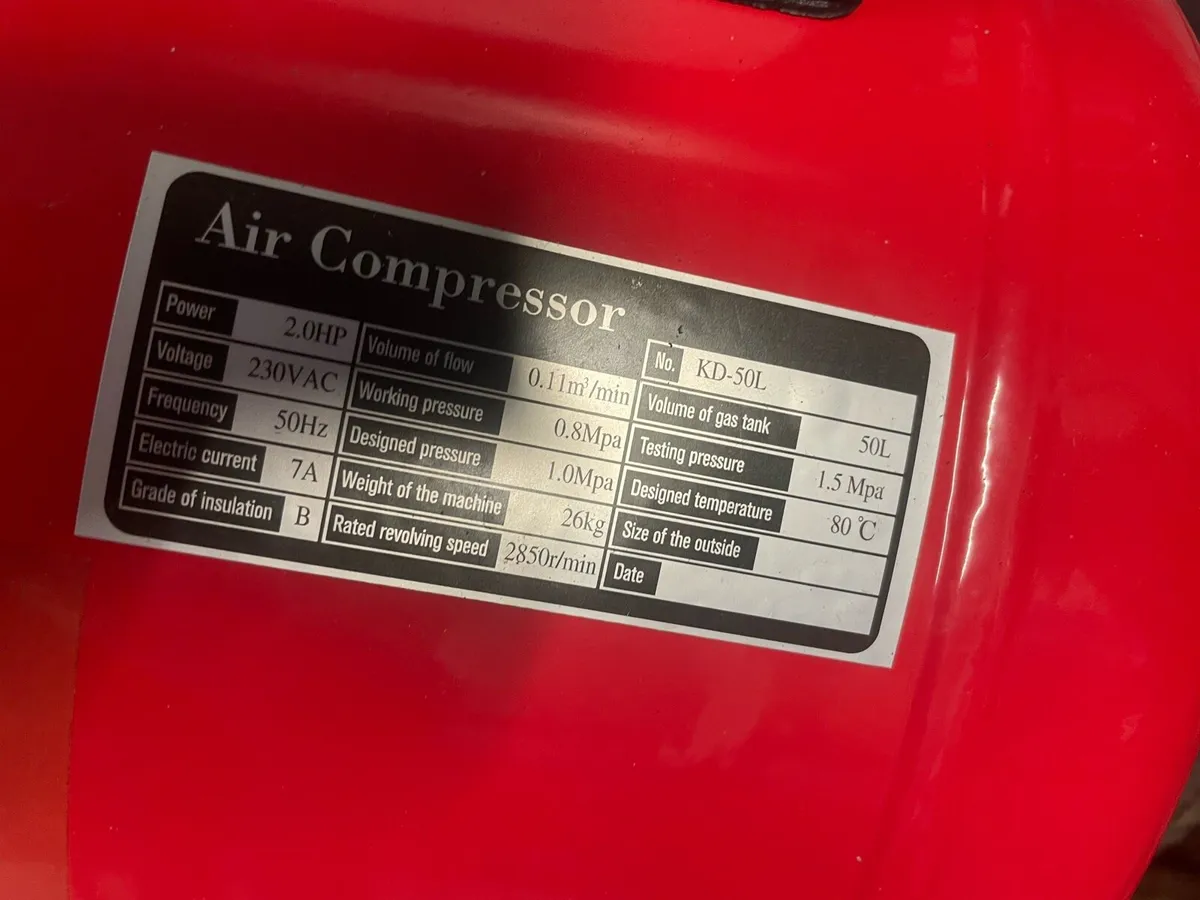 Air Compressor
Power 2.0HP
Voltage 230VAC
Frequency 50Hz
Electric current 7A
Grade of insulation B
Volume of flow 0.11m³/min
Working pressure 0.8Mpa
Designed pressure 1.0Mpa
Weight of the machine 26kg
Rated revolving speed 2850r/min
No. KD-50L
Volume of gas tank 50L
Testing pressure 1.5 Mpa
Designed temperature 80 ℃
Size of the outside
Date